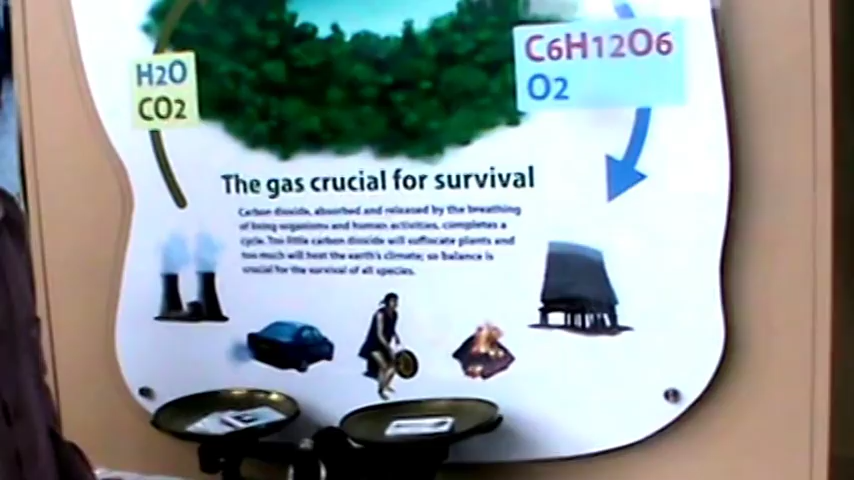 H2O
CO2
C6H12O6
O2
The gas crucial for survival
Carbon dioxide, absorbed and released by the breathing
of living organisms and human activities, completes a
cycle. Too little carbon dioxide will suffocate plants and
too much will heat the earth's climate; so balance is
crucial for the survival of all species.